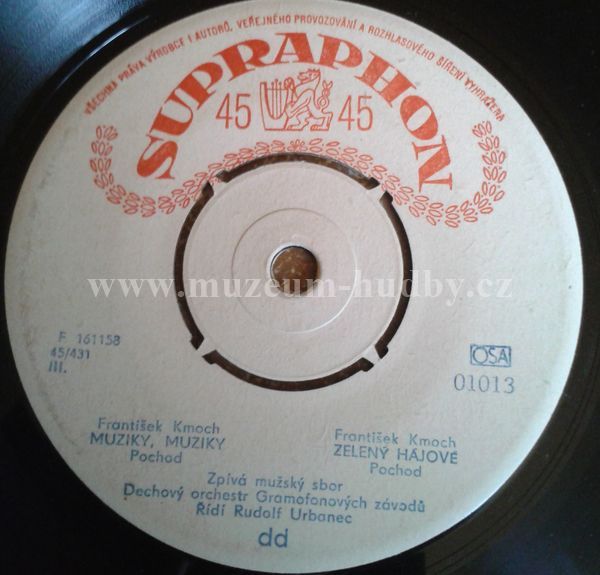 VŠECHNA PRÁVA VÝROBCE I AUTORŮ, VEŘEJNÉHO PROVOZOVÁNÍ A ROZHLASOVÉHO ŠÍŘENÍ VYHRAZENA
SUPRAPHON
45 45
www.muzeum-hudby.cz
F 161158
45/431
III.
OSA
01013
František Kmoch
MUZIKY, MUZIKY
Pochod
František Kmoch
ZELENÝ HÁJOVÉ
Pochod
Zpívá mužský sbor
Dechový orchestr Gramofonových závodů
Řídí Rudolf Urbanec
dd